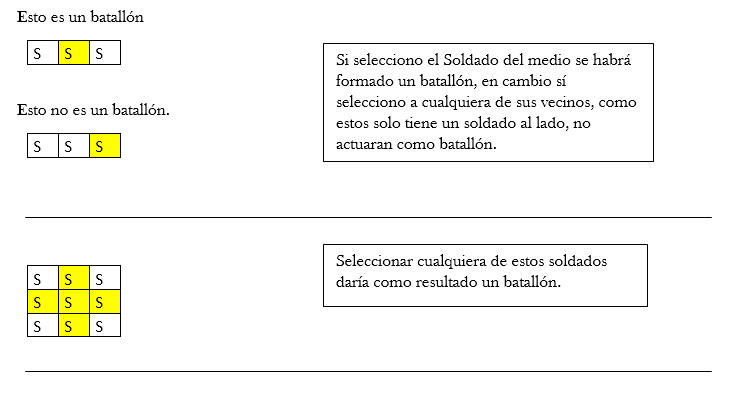 Esto es un batallón
S S S
Si selecciono el Soldado del medio se habrá
formado un batallón, en cambio sí
selecciono a cualquiera de sus vecinos, como
estos solo tiene un soldado al lado, no
actuaran como batallón.
Esto no es un batallón.
S S S
Seleccionar cualquiera de estos soldados
daría como resultado un batallón.
S S S
S S S
S S S